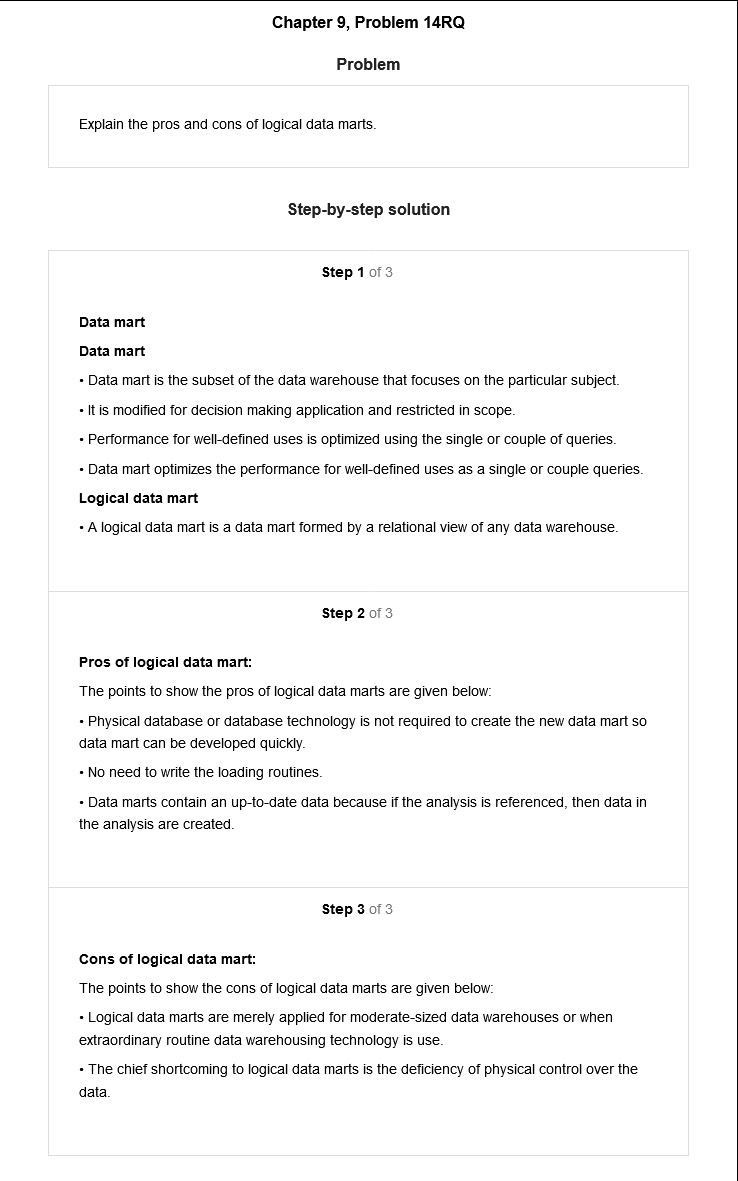 Chapter 9, Problem 14RQ
Problem
Explain the pros and cons of logical data marts.
Step-by-step solution
Step 1 of 3
Data mart
Data mart
• Data mart is the subset of the data warehouse that focuses on the particular subject.
• It is modified for decision making application and restricted in scope.
• Performance for well-defined uses is optimized using the single or couple of queries.
• Data mart optimizes the performance for well-defined uses as a single or couple queries.
Logical data mart
• A logical data mart is a data mart formed by a relational view of any data warehouse.
Step 2 of 3
Pros of logical data mart:
The points to show the pros of logical data marts are given below:
• Physical database or database technology is not required to create the new data mart so
data mart can be developed quickly.
• No need to write the loading routines.
• Data marts contain an up-to-date data because if the analysis is referenced, then data in
the analysis are created.
Step 3 of 3
Cons of logical data mart:
The points to show the cons of logical data marts are given below:
• Logical data marts are merely applied for moderate-sized data warehouses or when
extraordinary routine data warehousing technology is use.
• The chief shortcoming to logical data marts is the deficiency of physical control over the
data.